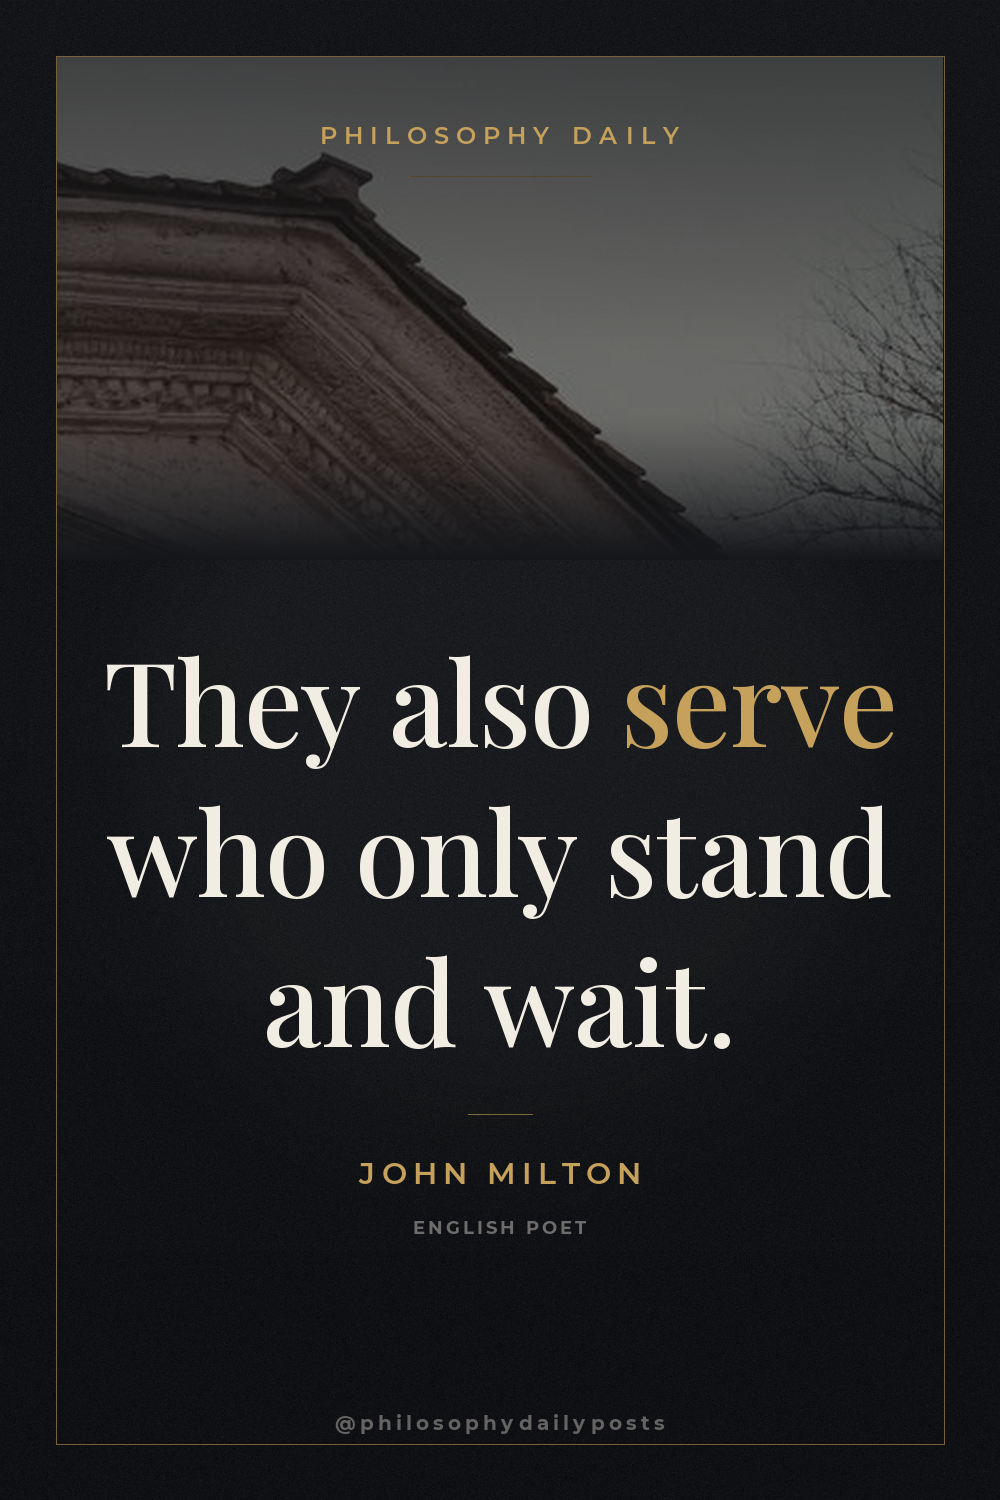 PHILOSOPHY DAILY
They also serve
who only stand
and wait.
JOHN MILTON
ENGLISH POET
@philosophydailyposts